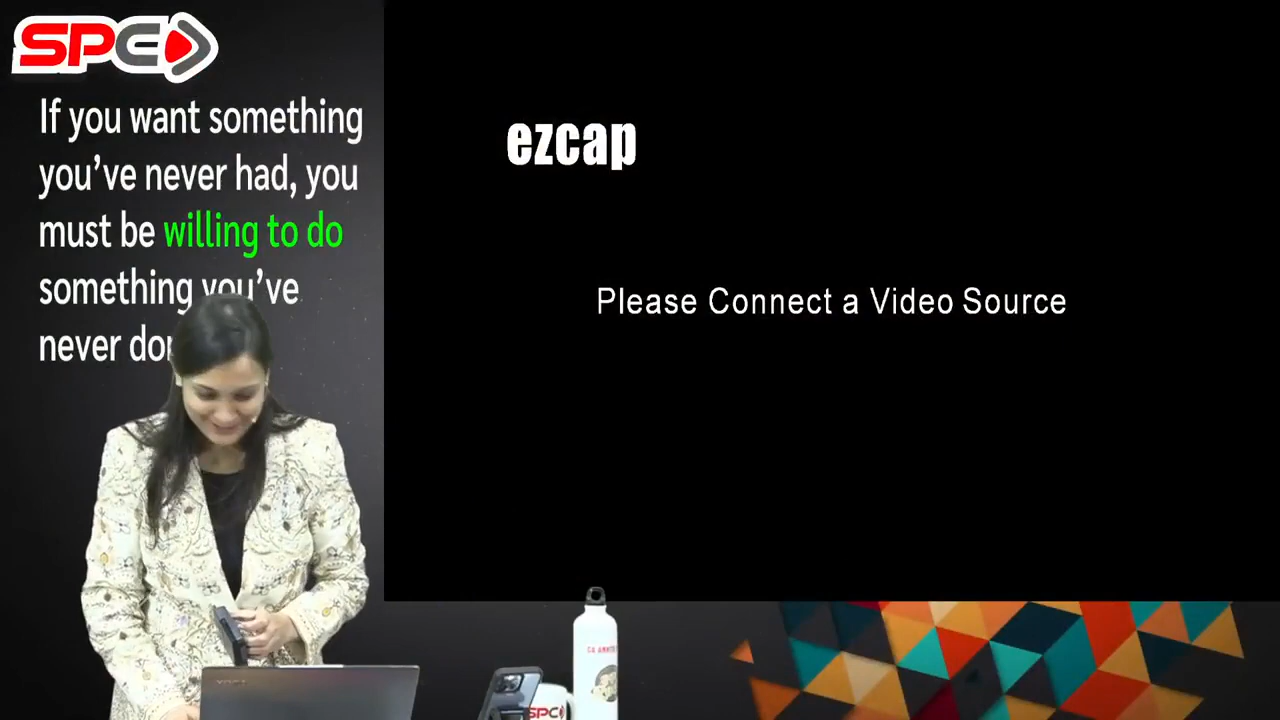 SPC
If you want something
you've never had, you
must be willing to do
something you've
never
ezcap
Please Connect a Video Source
SPC